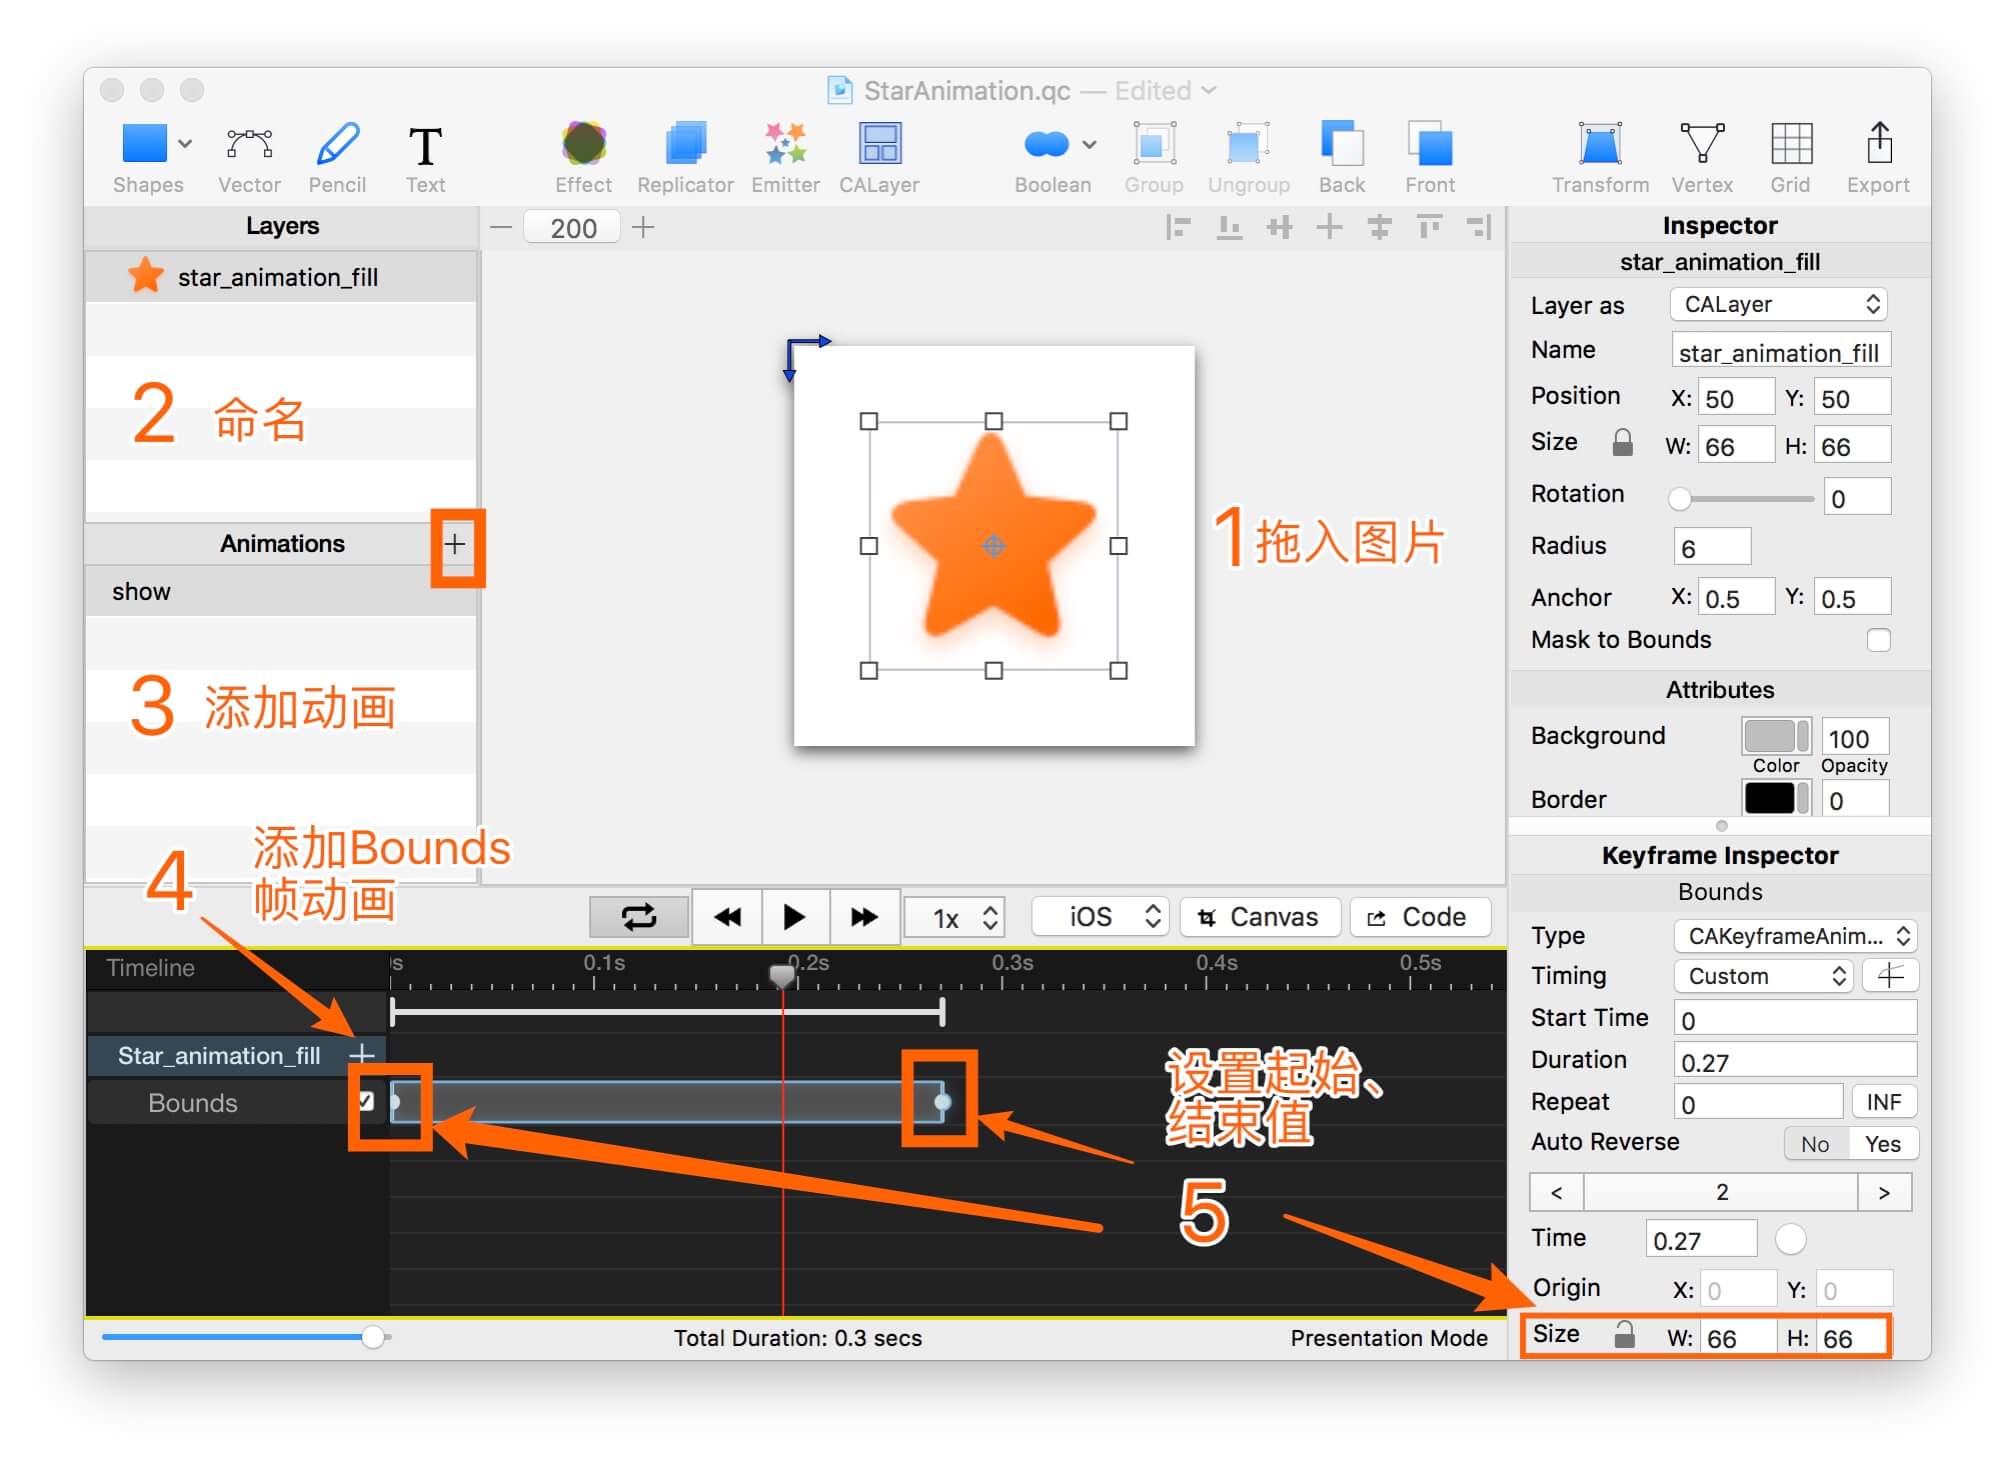 StarAnimation.qc — Edited
Shapes Vector Pencil Text Effect Replicator Emitter CALayer Boolean Group Ungroup Back Front Transform Vertex Grid Export
Layers
200
star_animation_fill
2 命名
Animations +
show
3 添加动画
4 添加Bounds
帧动画
1拖入图片
Inspector
star_animation_fill
Layer as CALayer
Name star_animation_fill
Position X: 50 Y: 50
Size W: 66 H: 66
Rotation 0
Radius 6
Anchor X: 0.5 Y: 0.5
Mask to Bounds
Attributes
Background 100
Color Opacity
Border 0
1x iOS Canvas Code
Timeline s 0.1s 0.2s 0.3s 0.4s 0.5s
Star_animation_fill +
Bounds
设置起始、
结束值
5
Keyframe Inspector
Bounds
Type CAKeyframeAnim...
Timing Custom
Start Time 0
Duration 0.27
Repeat 0 INF
Auto Reverse No Yes
< 2 >
Time 0.27
Origin X: 0 Y: 0
Size W: 66 H: 66
Total Duration: 0.3 secs Presentation Mode